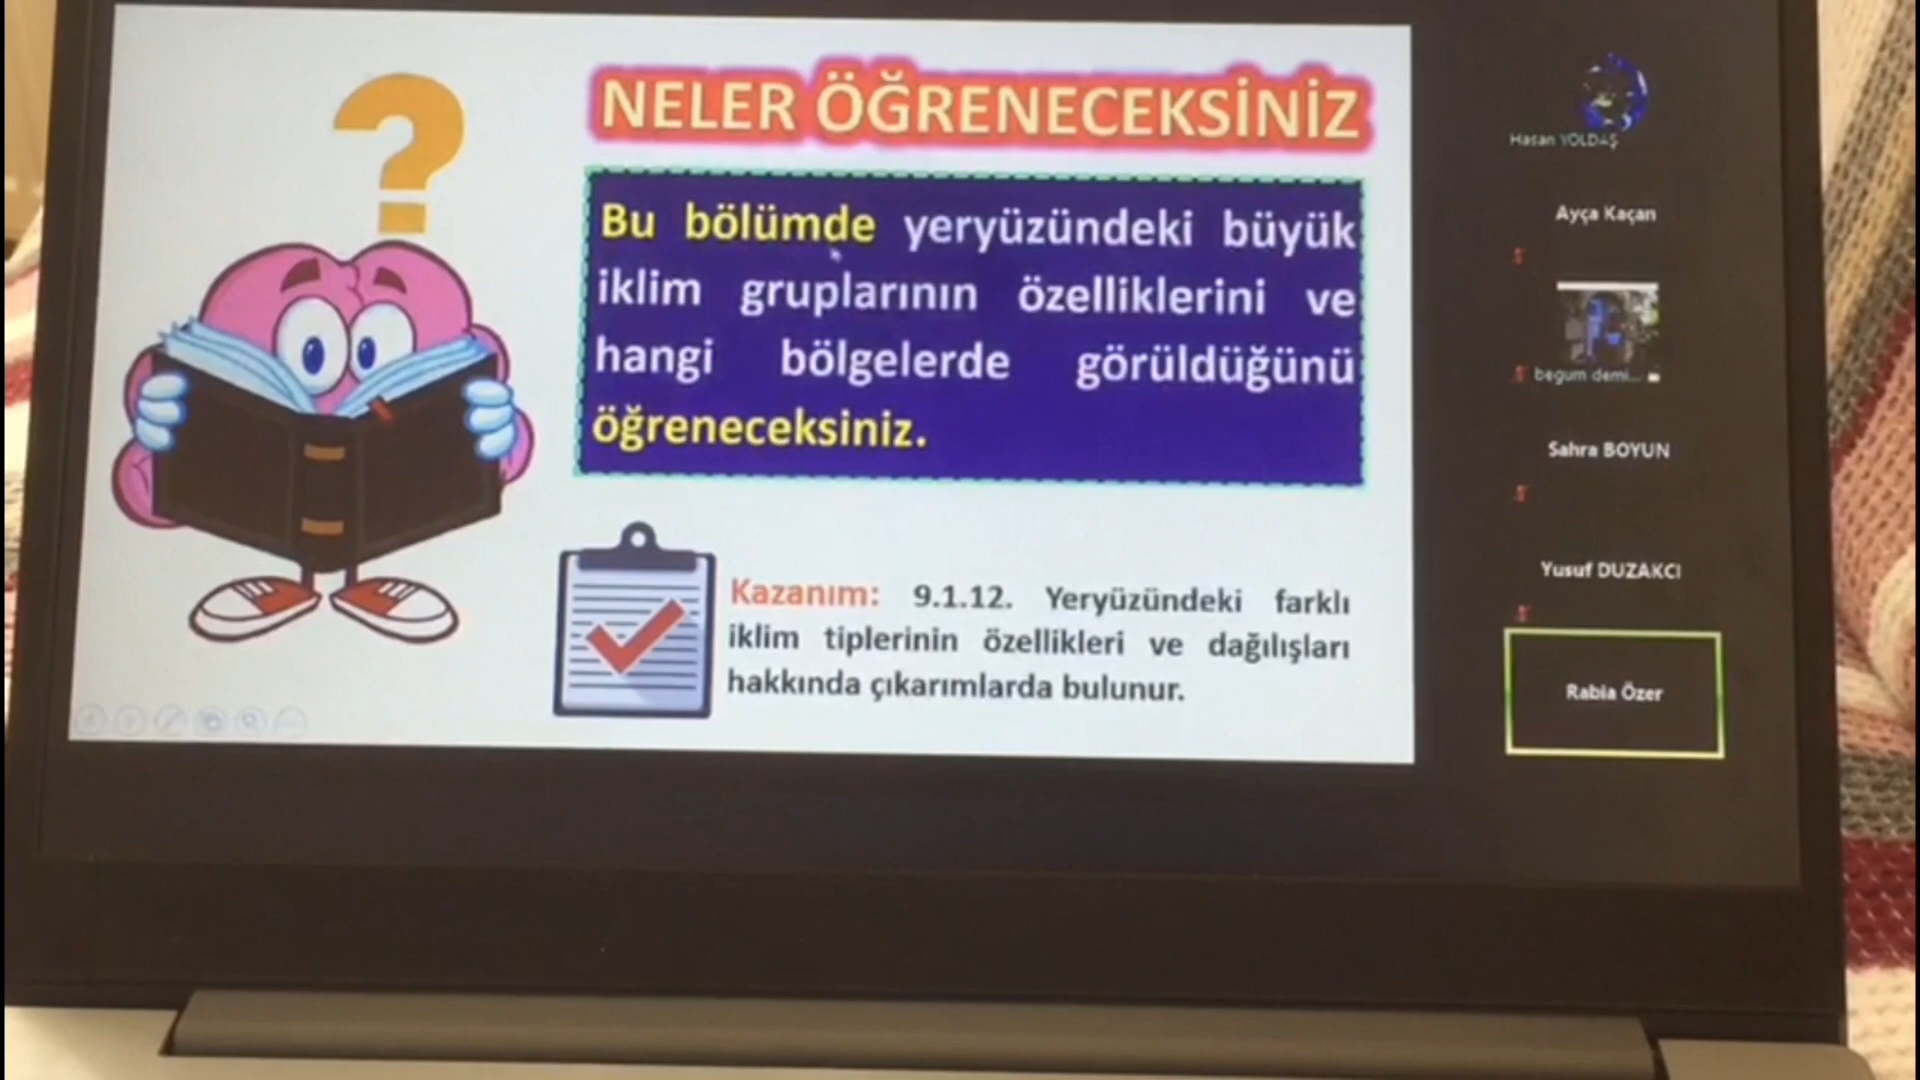 NELER ÖĞRENECEKSİNİZ
Bu bölümde yeryüzündeki büyük
iklim gruplarının özelliklerini ve
hangi bölgelerde görüldüğünü
öğreneceksiniz.
Kazanım: 9.1.12. Yeryüzündeki farklı
iklim tiplerinin özellikleri ve dağılışları
hakkında çıkarımlarda bulunur.
Hasan YOLDAŞ
Ayça Kaçan
begum demi...
Sahra BOYUN
Yusuf DUZAKCI
Rabia Özer